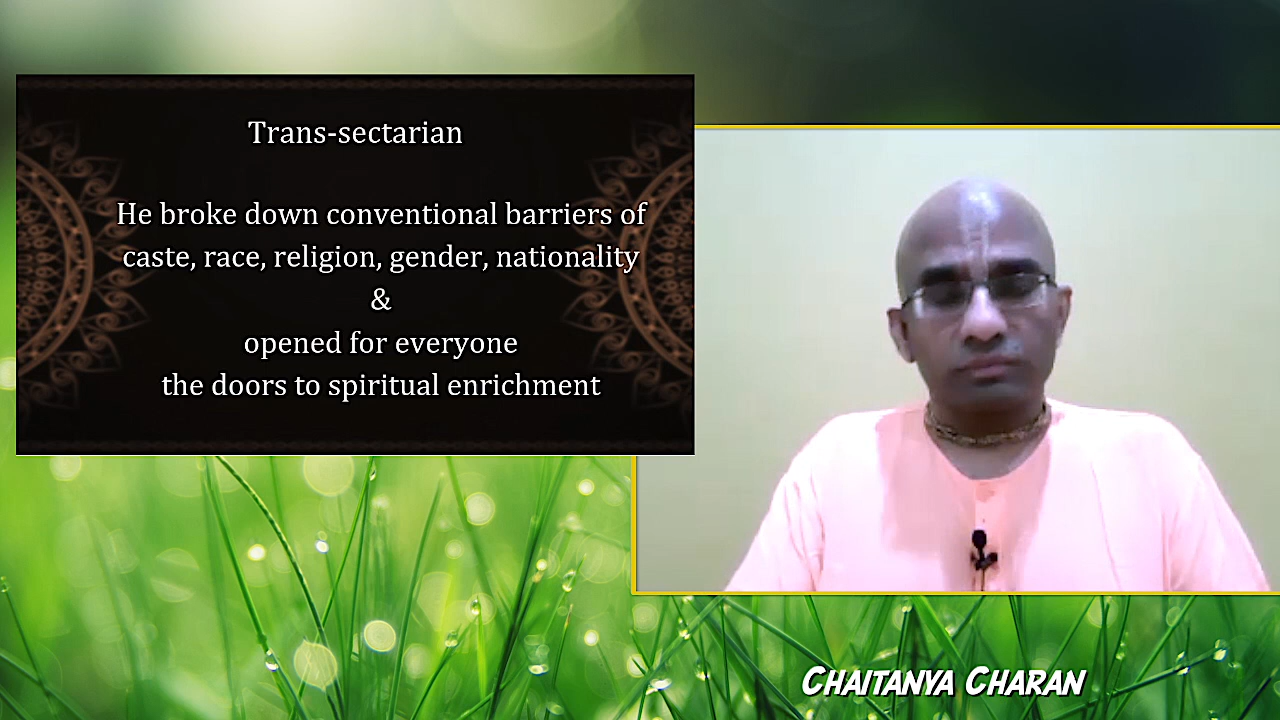 Trans-sectarian
He broke down conventional barriers of
caste, race, religion, gender, nationality
&
opened for everyone
the doors to spiritual enrichment
CHAITANYA CHARAN